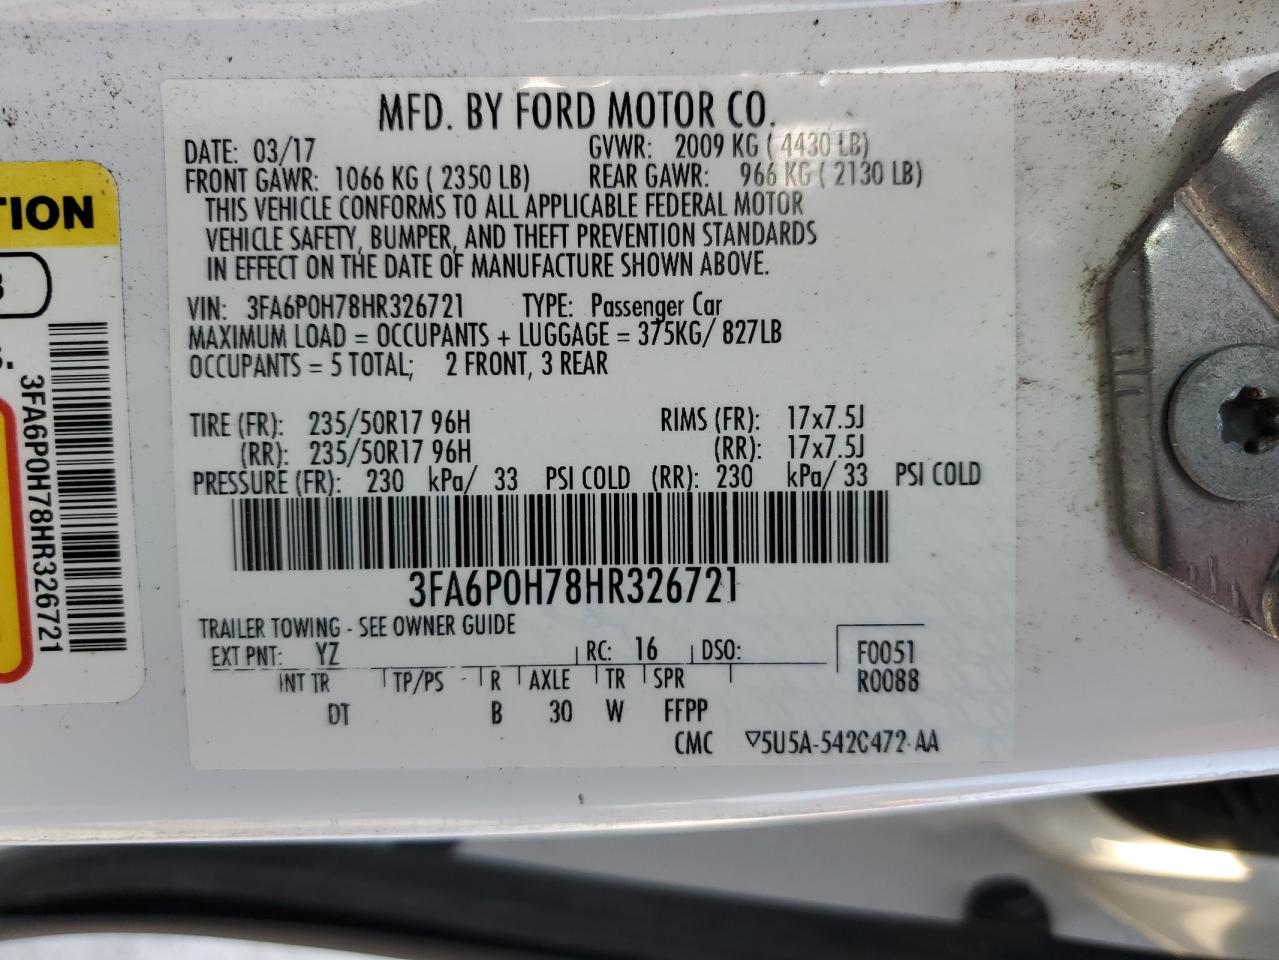 MFD. BY FORD MOTOR CO.
DATE: 03/17 GVWR: 2009 KG ( 4430 LB)
FRONT GAWR: 1066 KG ( 2350 LB) REAR GAWR: 966 KG ( 2130 LB)
THIS VEHICLE CONFORMS TO ALL APPLICABLE FEDERAL MOTOR
VEHICLE SAFETY, BUMPER, AND THEFT PREVENTION STANDARDS
IN EFFECT ON THE DATE OF MANUFACTURE SHOWN ABOVE.
VIN: 3FA6P0H78HR326721 TYPE: Passenger Car
MAXIMUM LOAD = OCCUPANTS + LUGGAGE = 375KG/ 827LB
OCCUPANTS = 5 TOTAL; 2 FRONT, 3 REAR
TIRE (FR): 235/50R17 96H RIMS (FR): 17x7.5J
(RR): 235/50R17 96H (RR): 17x7.5J
PRESSURE (FR): 230 kPa/ 33 PSI COLD (RR): 230 kPa/ 33 PSI COLD
3FA6P0H78HR326721
TRAILER TOWING - SEE OWNER GUIDE
EXT PNT: YZ RC: 16 DSO: F0051
INT TR TP/PS R AXLE TR SPR R0088
DT B 30 W FFPP
CMC ▽5U5A-542C472-AA
TION
3FA6P0H78HR326721